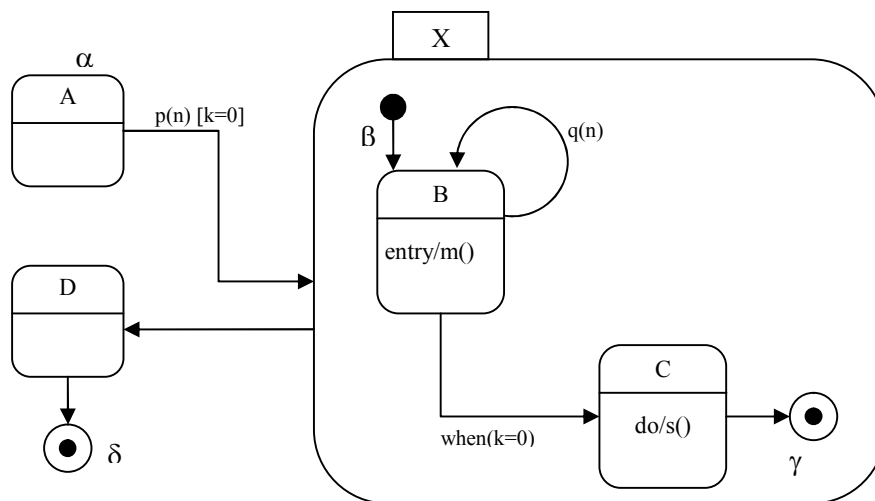 X
α
A
p(n) [k=0]
β
q(n)
B
entry/m()
D
C
when(k=0)
do/s()
δ
γ